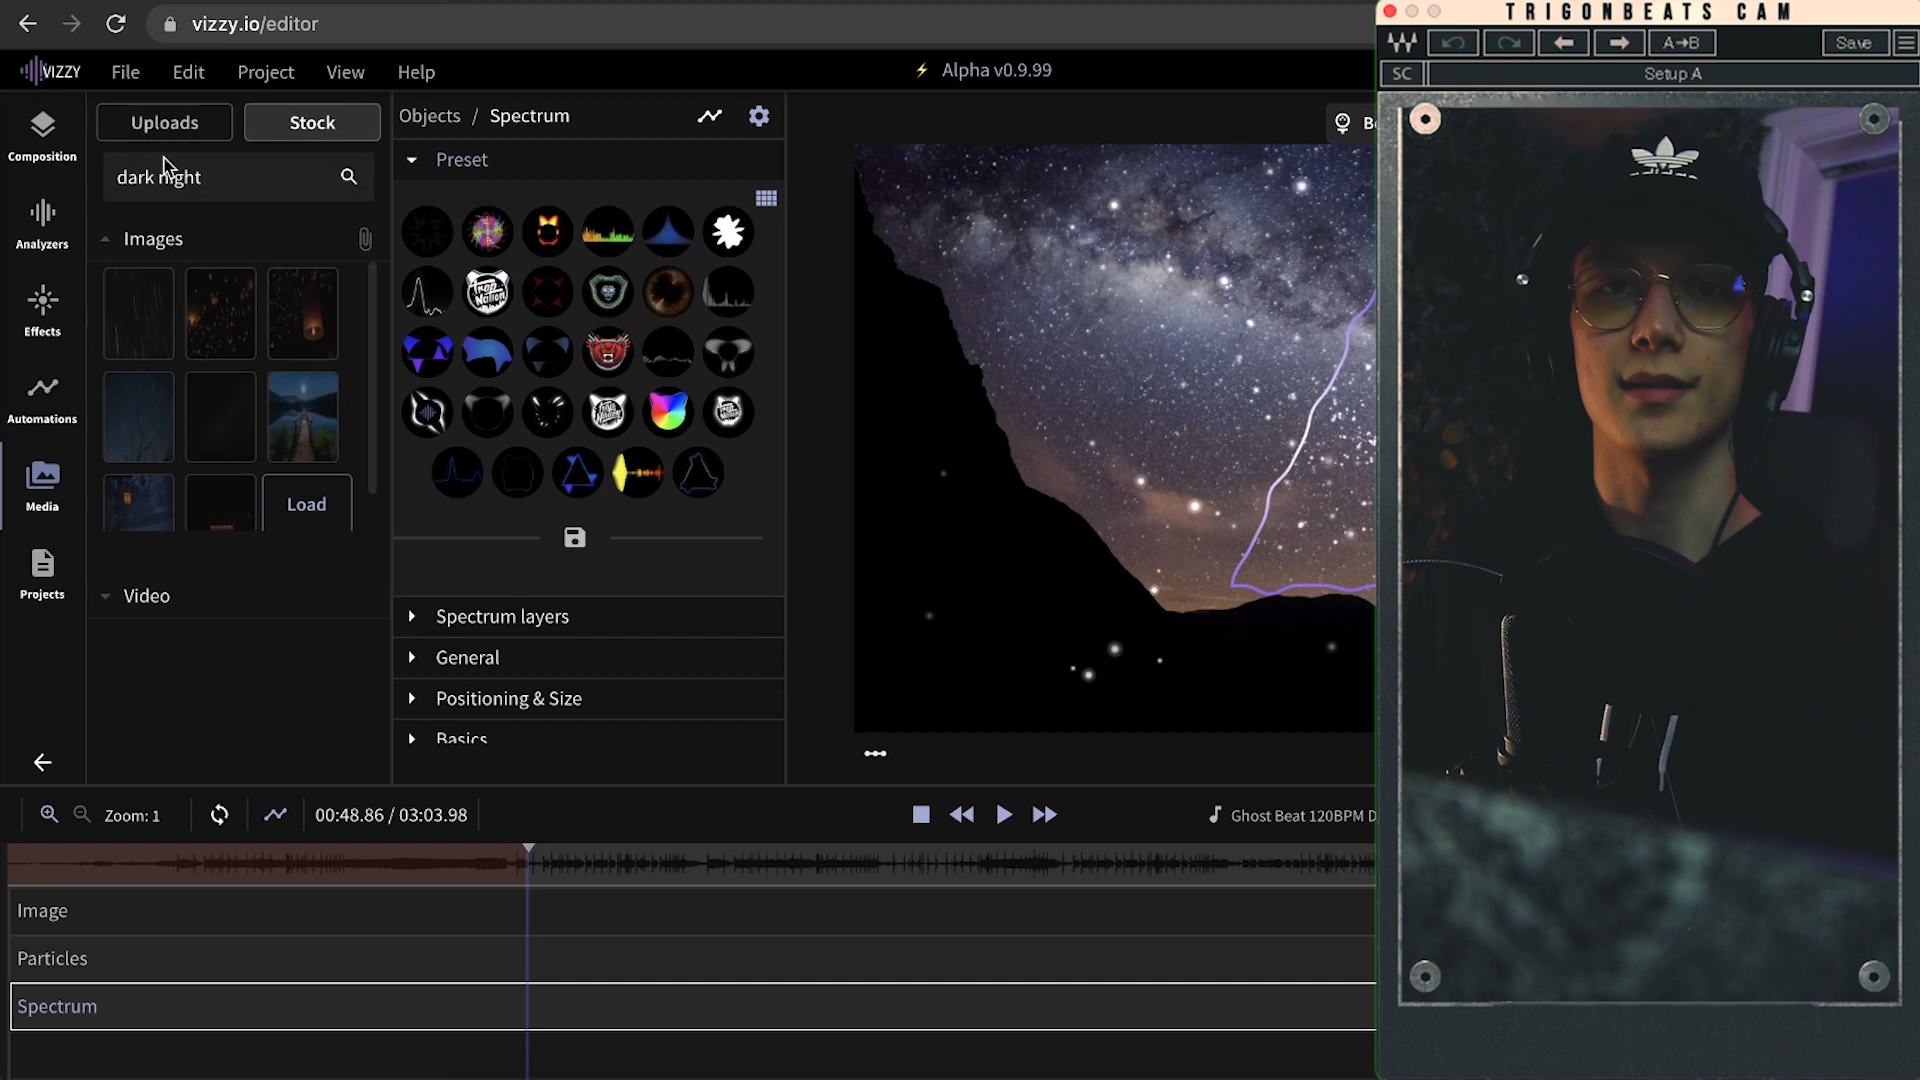 vizzy.io/editor
TRIGONBEATS CAM
VIZZY
File
Edit
Project
View
Help
Alpha v0.9.99
A→B
Save
SC
Setup A
Uploads
Stock
Objects / Spectrum
Composition
dark night
Preset
Analyzers
Images
Effects
Automations
Media
Load
Projects
Video
Trap
Nation
Spectrum layers
General
Positioning & Size
Basics
Zoom: 1
00:48.86 / 03:03.98
Ghost Beat 120BPM D
Image
Particles
Spectrum